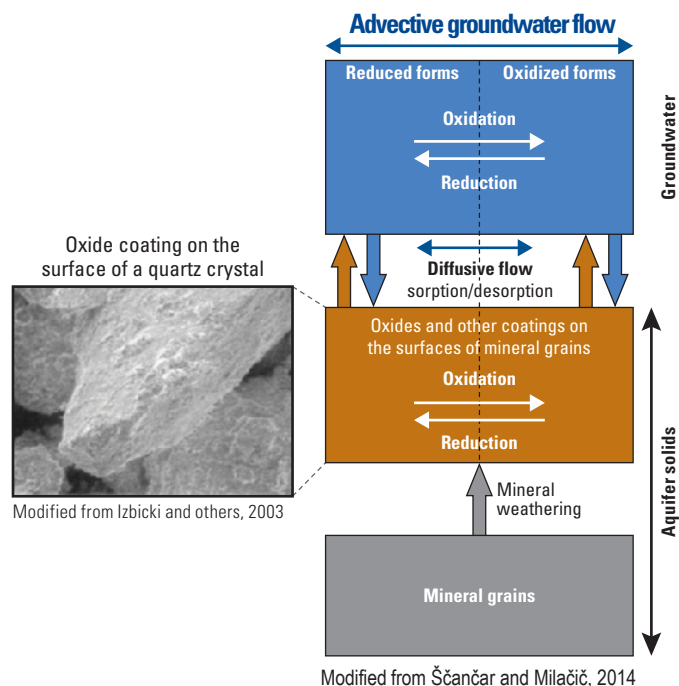 Advective groundwater flow
Reduced forms
Oxidized forms
Oxidation
Reduction
Groundwater
Oxide coating on the
surface of a quartz crystal
Diffusive flow
sorption/desorption
Oxides and other coatings on
the surfaces of mineral grains
Oxidation
Reduction
Modified from Izbicki and others, 2003
Mineral
weathering
Aquifer solids
Mineral grains
Modified from Ščančar and Milačič, 2014